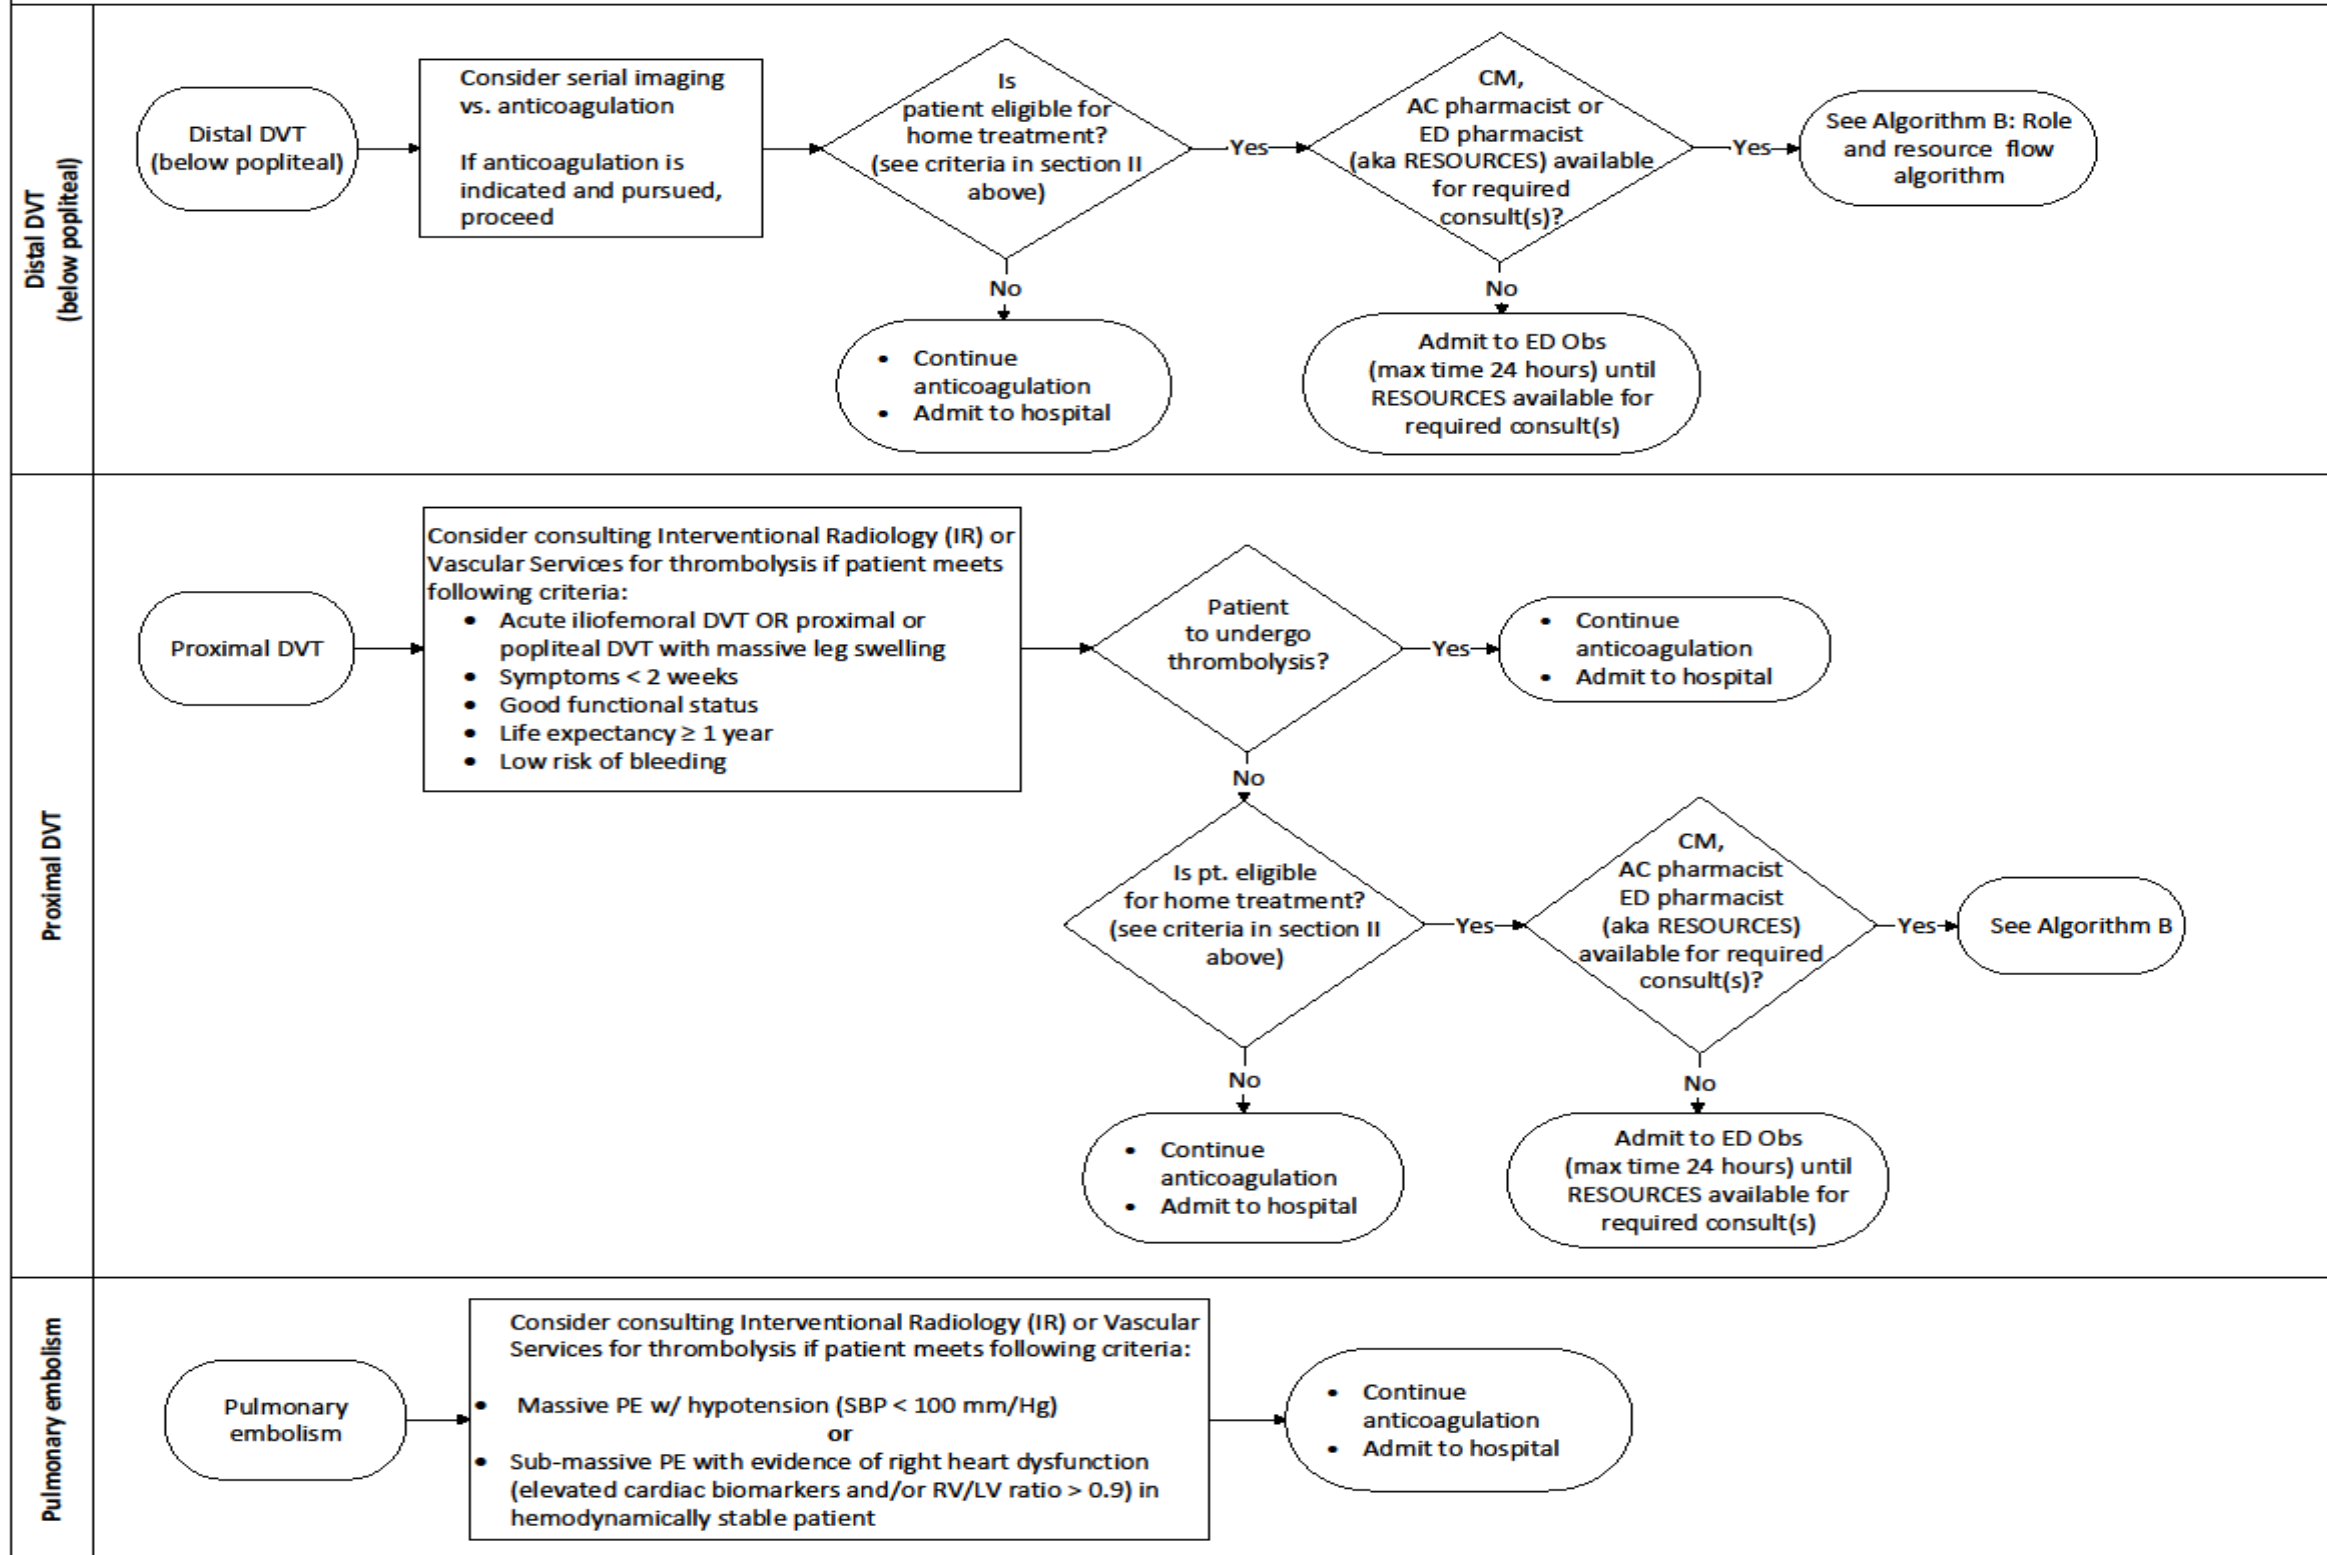 Distal DVT
(below popliteal)
Distal DVT
(below popliteal)
Consider serial imaging
vs. anticoagulation
If anticoagulation is
indicated and pursued,
proceed
Is
patient eligible for
home treatment?
(see criteria in section II
above)
Yes
No
• Continue
anticoagulation
• Admit to hospital
CM,
AC pharmacist or
ED pharmacist
(aka RESOURCES) available
for required
consult(s)?
Yes
No
Admit to ED Obs
(max time 24 hours) until
RESOURCES available for
required consult(s)
See Algorithm B: Role
and resource flow
algorithm
Proximal DVT
Proximal DVT
Consider consulting Interventional Radiology (IR) or
Vascular Services for thrombolysis if patient meets
following criteria:
• Acute iliofemoral DVT OR proximal or
popliteal DVT with massive leg swelling
• Symptoms < 2 weeks
• Good functional status
• Life expectancy ≥ 1 year
• Low risk of bleeding
Patient
to undergo
thrombolysis?
Yes
• Continue
anticoagulation
• Admit to hospital
No
Is pt. eligible
for home treatment?
(see criteria in section II
above)
Yes
No
• Continue
anticoagulation
• Admit to hospital
CM,
AC pharmacist
ED pharmacist
(aka RESOURCES)
available for required
consult(s)?
Yes
See Algorithm B
No
Admit to ED Obs
(max time 24 hours) until
RESOURCES available for
required consult(s)
Pulmonary embolism
Pulmonary
embolism
Consider consulting Interventional Radiology (IR) or Vascular
Services for thrombolysis if patient meets following criteria:
• Massive PE w/ hypotension (SBP < 100 mm/Hg)
or
• Sub-massive PE with evidence of right heart dysfunction
(elevated cardiac biomarkers and/or RV/LV ratio > 0.9) in
hemodynamically stable patient
• Continue
anticoagulation
• Admit to hospital